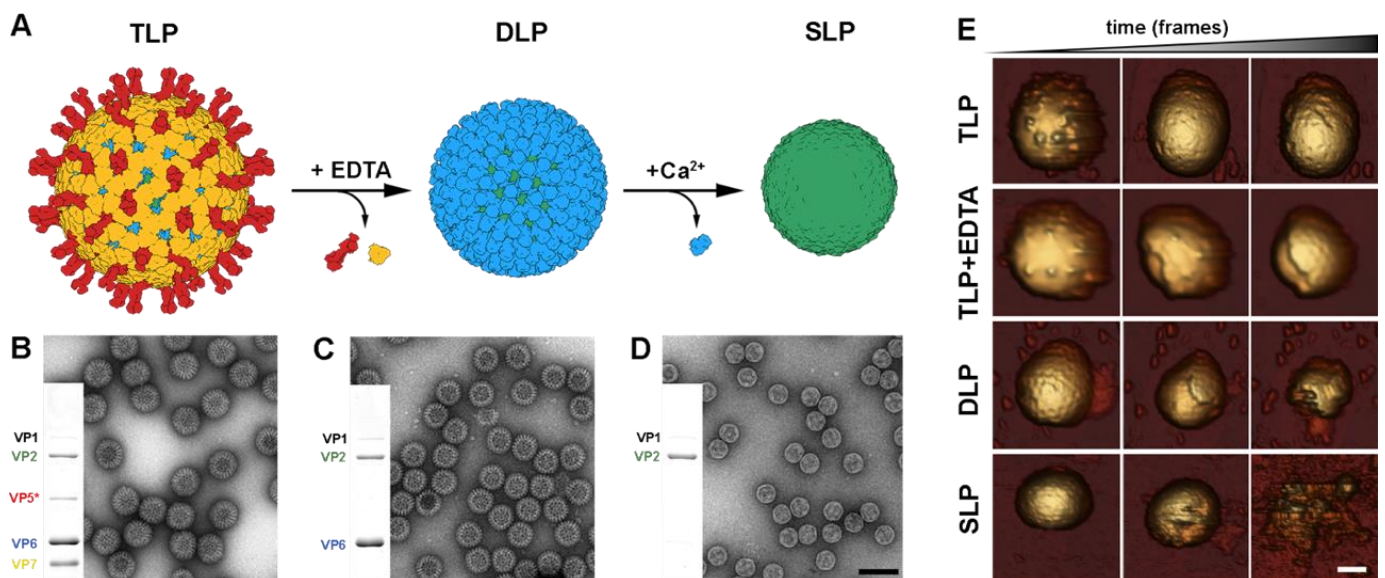 A
TLP
DLP
SLP
+ EDTA
+Ca²⁺
B
VP1
VP2
VP5*
VP6
VP7
C
VP1
VP2
VP6
D
VP1
VP2
E
time (frames)
TLP
TLP+EDTA
DLP
SLP